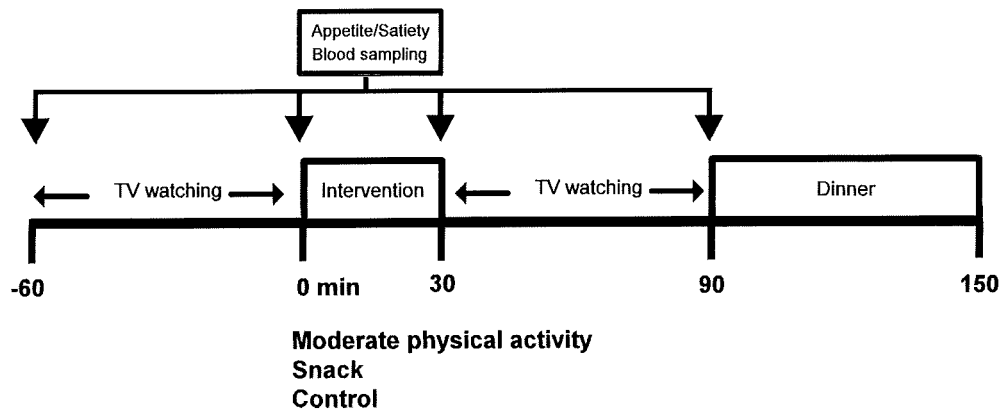 Appetite/Satiety
Blood sampling
TV watching
Intervention
TV watching
Dinner
-60
0 min
30
90
150
Moderate physical activity
Snack
Control